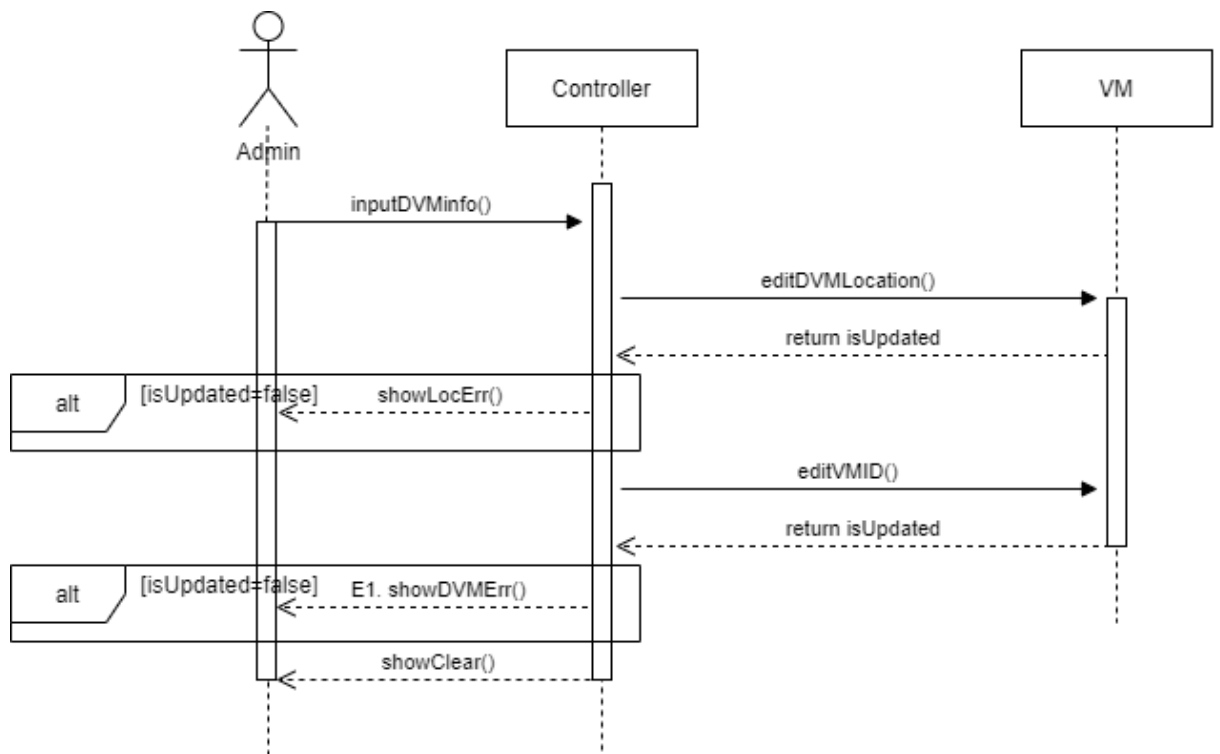 Controller
VM
Admin
inputDVMinfo()
editDVMLocation()
return isUpdated
alt
[isUpdated=false]
showLocErr()
editVMID()
return isUpdated
alt
[isUpdated=false]
E1. showDVMErr()
showClear()